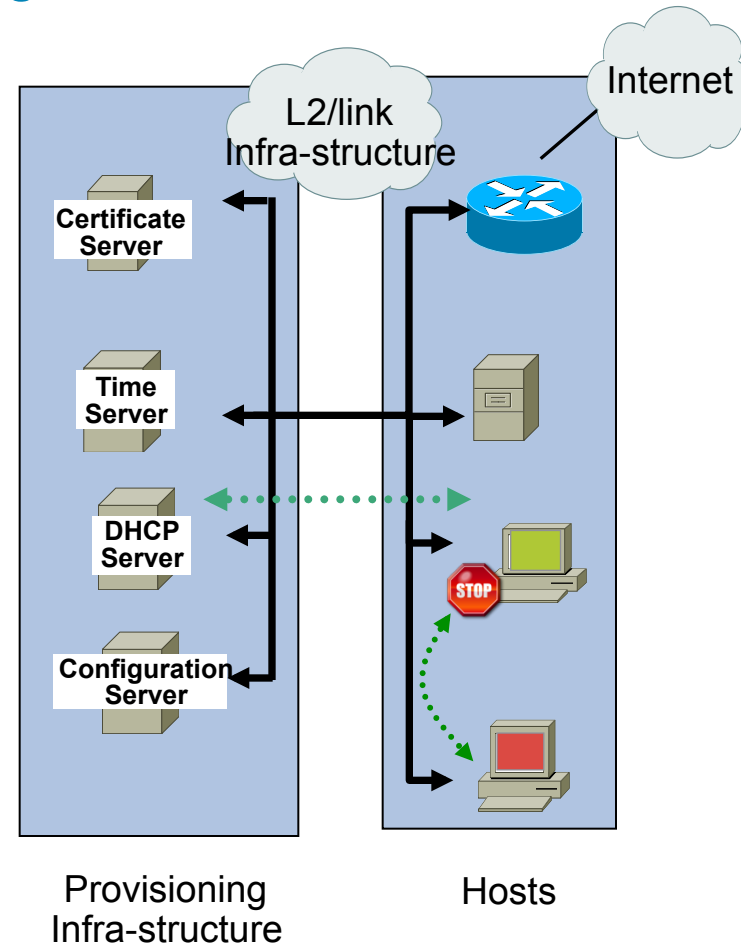 Internet
L2/link
Infra-structure
Certificate
Server
Time
Server
DHCP
Server
STOP
Configuration
Server
Provisioning
Infra-structure
Hosts